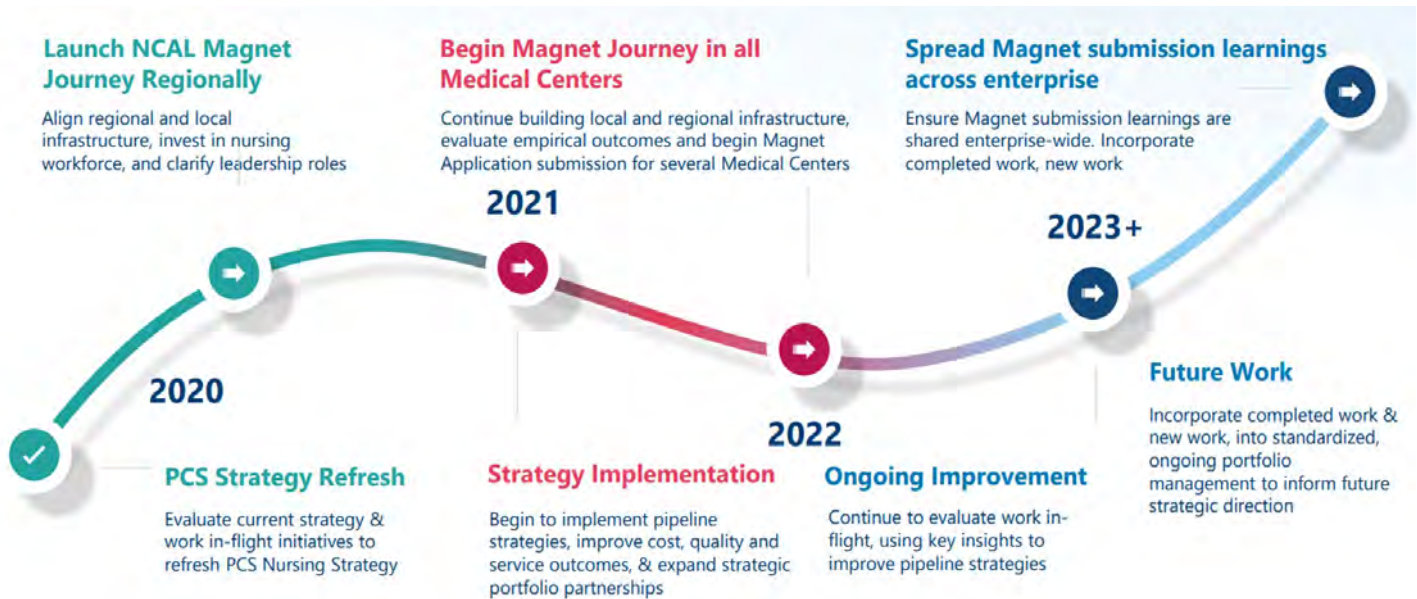 Launch NCAL Magnet
Journey Regionally
Align regional and local
infrastructure, invest in nursing
workforce, and clarify leadership roles
Begin Magnet Journey in all
Medical Centers
Continue building local and regional infrastructure,
evaluate empirical outcomes and begin Magnet
Application submission for several Medical Centers
Spread Magnet submission learnings
across enterprise
Ensure Magnet submission learnings are
shared enterprise-wide. Incorporate
completed work, new work
2021
2023+
2020
2022
PCS Strategy Refresh
Evaluate current strategy &
work in-flight initiatives to
refresh PCS Nursing Strategy
Strategy Implementation
Begin to implement pipeline
strategies, improve cost, quality and
service outcomes, & expand strategic
portfolio partnerships
Ongoing Improvement
Continue to evaluate work in-
flight, using key insights to
improve pipeline strategies
Future Work
Incorporate completed work &
new work, into standardized,
ongoing portfolio
management to inform future
strategic direction